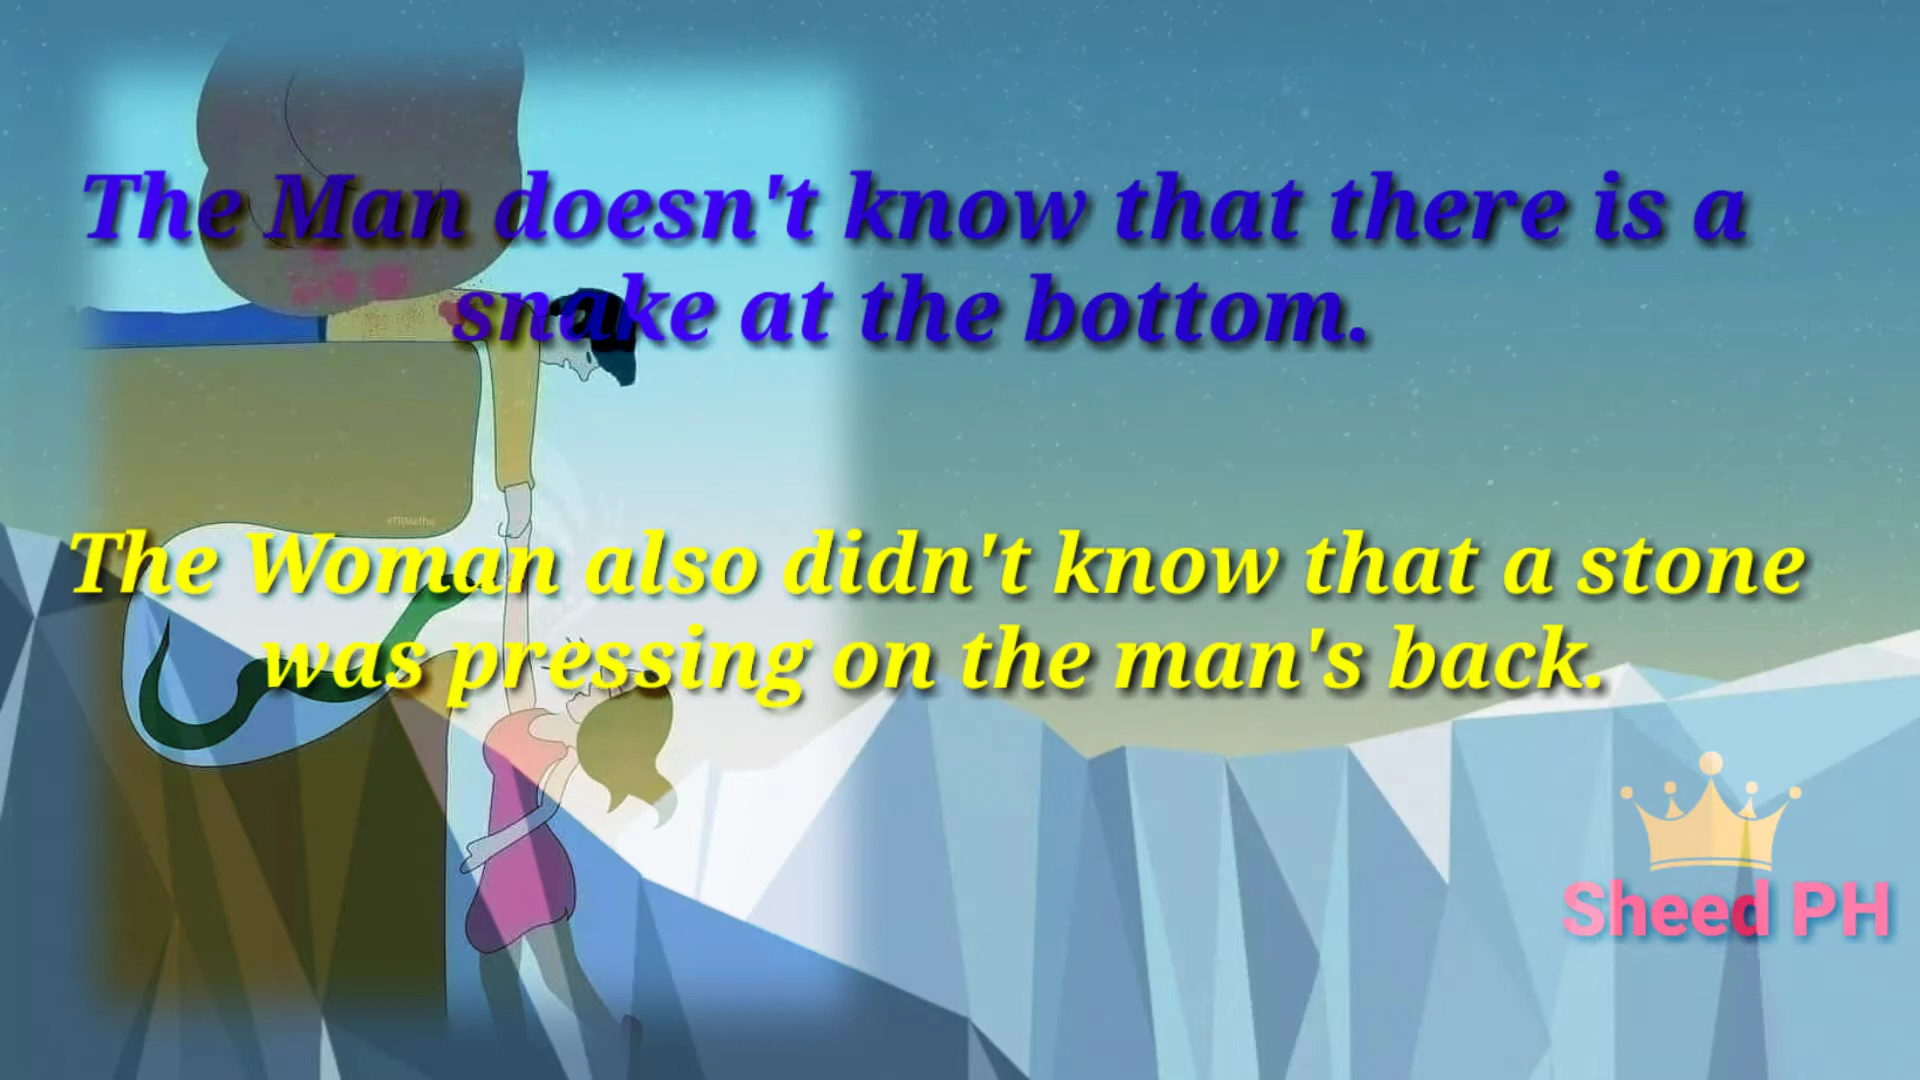 The Man doesn't know that there is a
snake at the bottom.
The Woman also didn't know that a stone
was pressing on the man's back.
Sheed PH